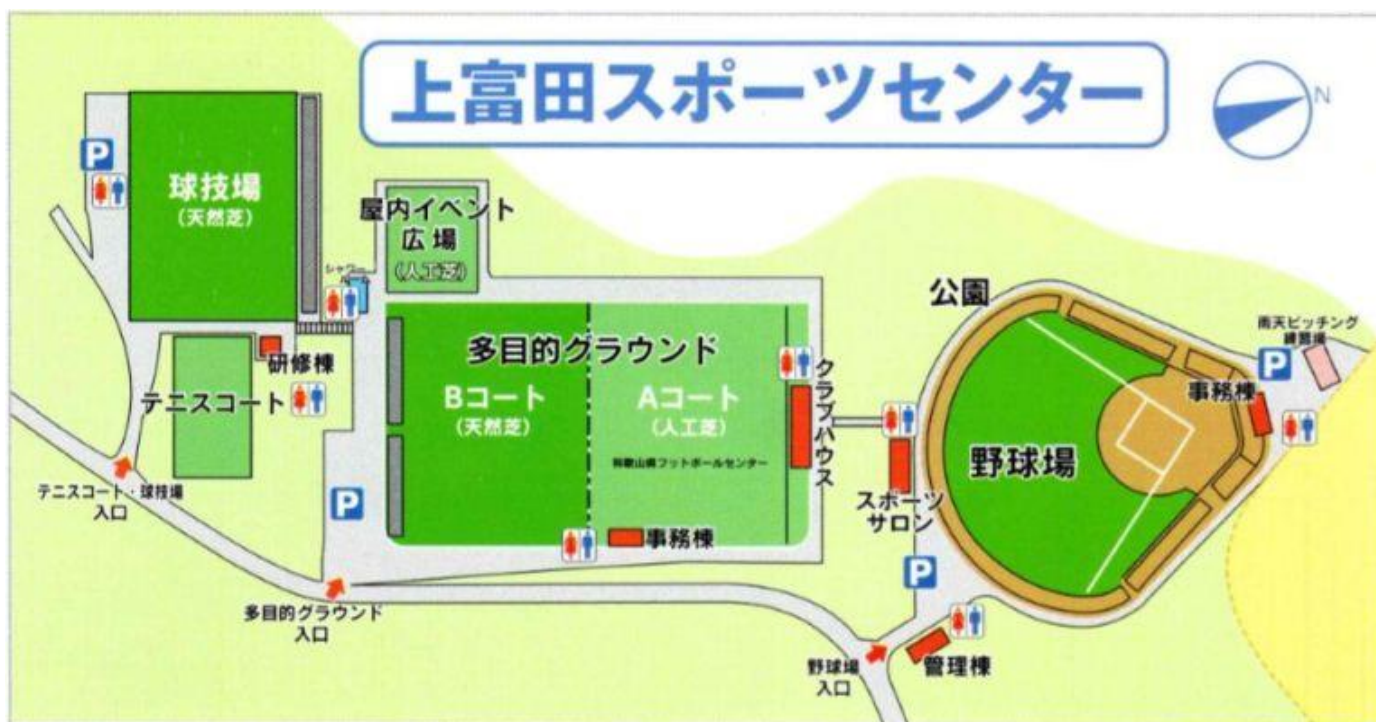 上富田スポーツセンター
N
P
球技場
(天然芝)
屋内イベント
広場
(人工芝)
シャワー
公園
雨天ピッチング
練習場
P
多目的グラウンド
研修棟
テニスコート
Bコート
(天然芝)
Aコート
(人工芝)
和歌山県フットボールセンター
クラブハウス
事務棟
野球場
テニスコート・球技場
入口
P
スポーツ
サロン
事務棟
P
多目的グラウンド
入口
野球場
入口
管理棟